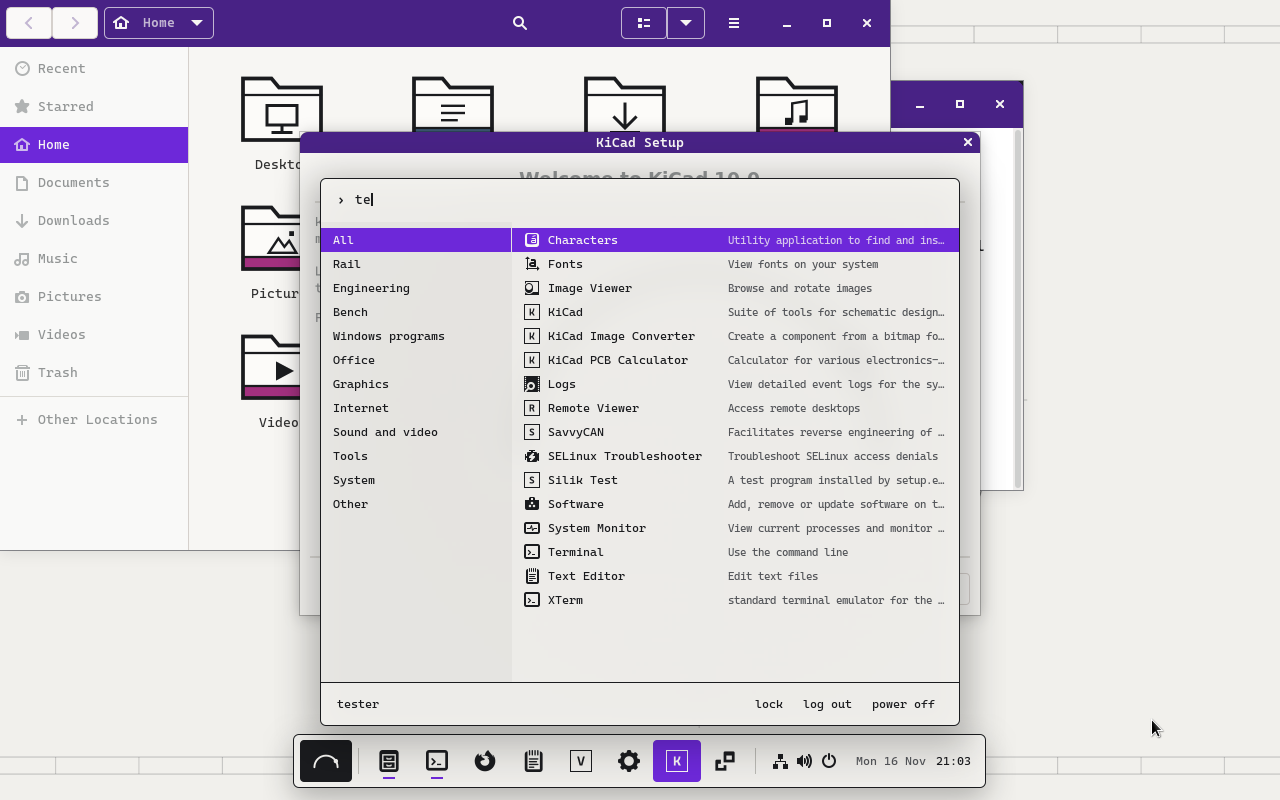 Home
Recent
Starred
Home
Documents
Downloads
Music
Pictures
Videos
Trash
Other Locations
KiCad Setup
Welcome to KiCad 10.0
› te
All
Rail
Engineering
Bench
Windows programs
Office
Graphics
Internet
Sound and video
Tools
System
Other
Characters Utility application to find and ins…
Fonts View fonts on your system
Image Viewer Browse and rotate images
K KiCad Suite of tools for schematic design…
K KiCad Image Converter Create a component from a bitmap fo…
K KiCad PCB Calculator Calculator for various electronics-…
Logs View detailed event logs for the sy…
R Remote Viewer Access remote desktops
S SavvyCAN Facilitates reverse engineering of …
SELinux Troubleshooter Troubleshoot SELinux access denials
S Silik Test A test program installed by setup.e…
Software Add, remove or update software on t…
System Monitor View current processes and monitor …
Terminal Use the command line
Text Editor Edit text files
XTerm standard terminal emulator for the …
tester
lock log out power off
V
K
Mon 16 Nov 21:03